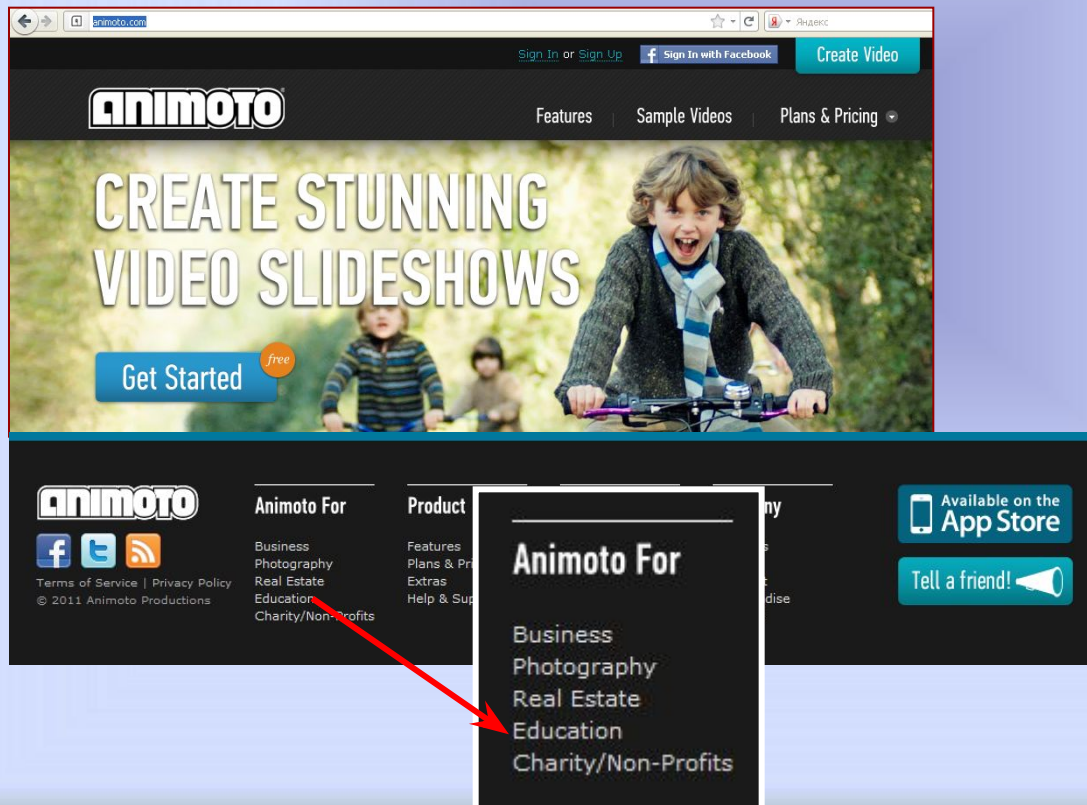 animoto.com
Яндекс
Sign In or Sign Up
f Sign In with Facebook
Create Video
ANIMOTO
Features
Sample Videos
Plans & Pricing
CREATE STUNNING
VIDEO SLIDESHOWS
Get Started
free
ANIMOTO
Terms of Service | Privacy Policy
© 2011 Animoto Productions
Animoto For
Business
Photography
Real Estate
Education
Charity/Non-Profits
Product
Features
Plans &
Extras
Help &
Animoto For
Business
Photography
Real Estate
Education
Charity/Non-Profits
Available on the
App Store
Tell a friend!